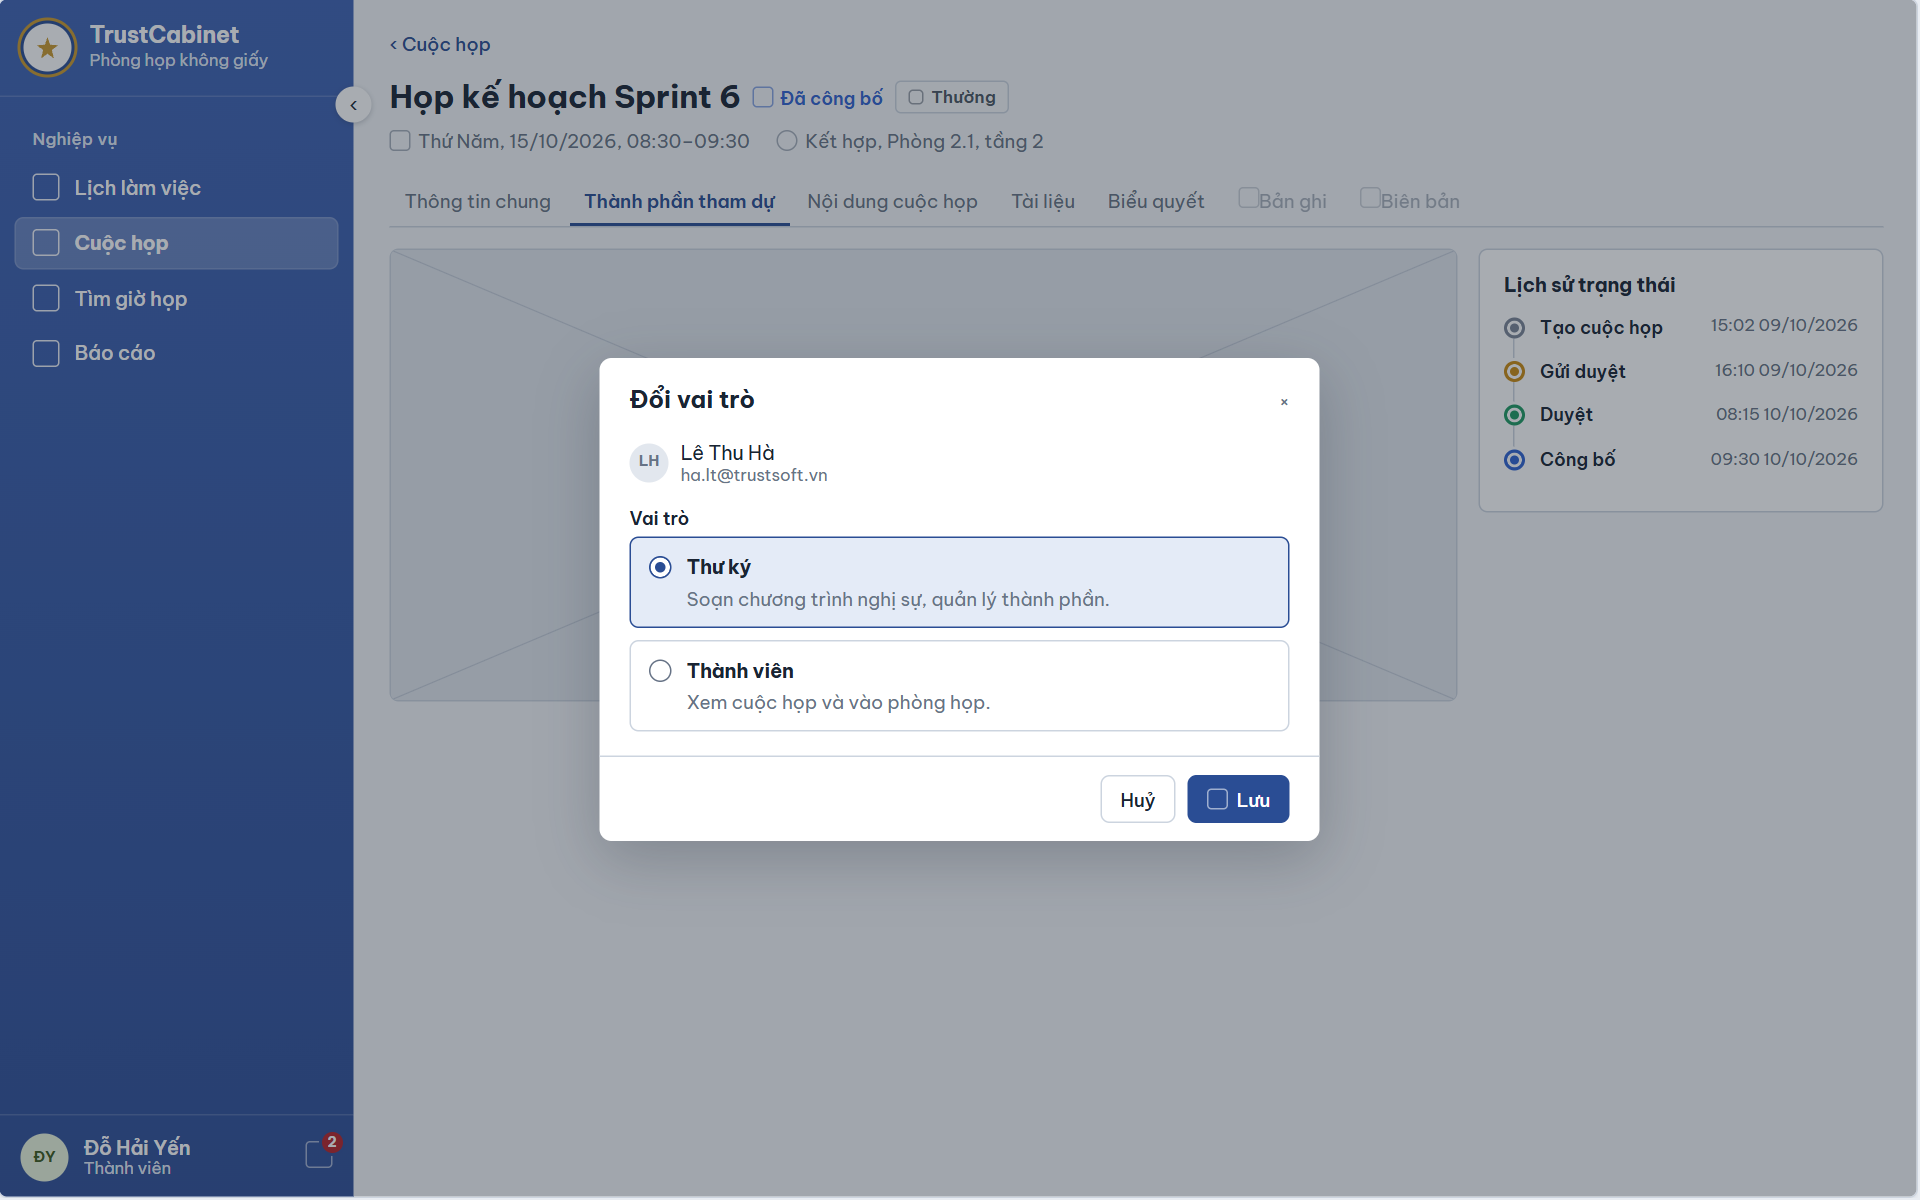 TrustCabinet
Phòng họp không giấy
Nghiệp vụ
Lịch làm việc
Cuộc họp
Tìm giờ họp
Báo cáo
ĐY
Đỗ Hải Yến
Thành viên
2
‹ Cuộc họp
Họp kế hoạch Sprint 6
Đã công bố
Thường
Thứ Năm, 15/10/2026, 08:30–09:30
Kết hợp, Phòng 2.1, tầng 2
Thông tin chung
Thành phần tham dự
Nội dung cuộc họp
Tài liệu
Biểu quyết
Bản ghi
Biên bản
Lịch sử trạng thái
Tạo cuộc họp 15:02 09/10/2026
Gửi duyệt 16:10 09/10/2026
Duyệt 08:15 10/10/2026
Công bố 09:30 10/10/2026
Đổi vai trò
×
LH
Lê Thu Hà
ha.lt@trustsoft.vn
Vai trò
Thư ký
Soạn chương trình nghị sự, quản lý thành phần.
Thành viên
Xem cuộc họp và vào phòng họp.
Huỷ
Lưu